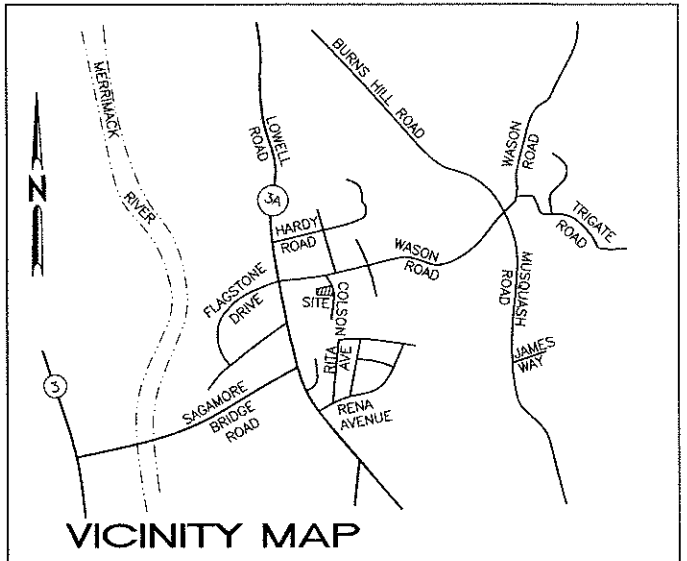 MERRIMACK
RIVER
N
LOWELL
ROAD
3A
BURNS HILL ROAD
WASON
ROAD
TRIGATE
ROAD
HARDY
ROAD
WASON
ROAD
FLAGSTONE
DRIVE
SITE
COLSON
MUSQUASH
ROAD
JAMES
WAY
RITA
AVE
RENA
AVENUE
SAGAMORE
BRIDGE
ROAD
3
VICINITY MAP